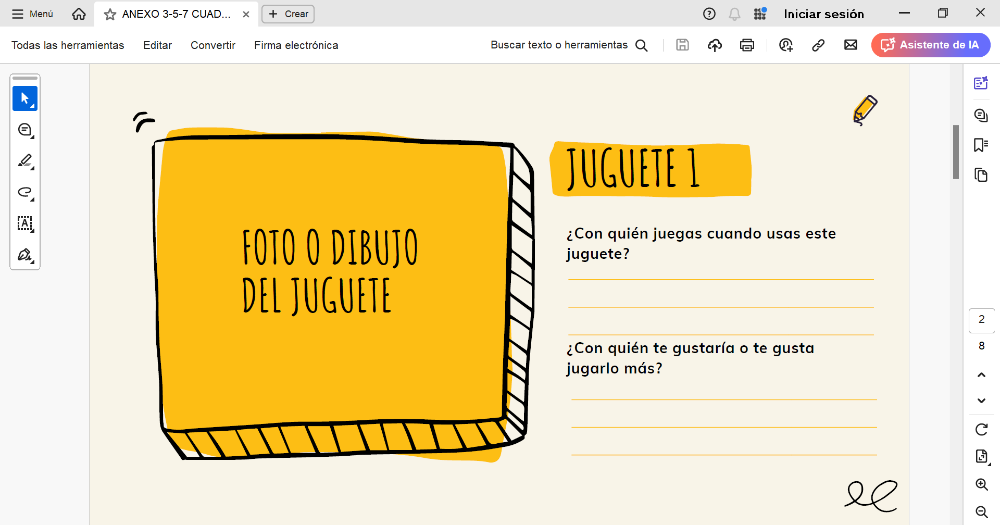 Menú
ANEXO 3-5-7 CUAD...
Crear
Iniciar sesión
Todas las herramientas
Editar
Convertir
Firma electrónica
Buscar texto o herramientas
Asistente de IA
JUGUETE 1
FOTO O DIBUJO
DEL JUGUETE
¿Con quién juegas cuando usas este
juguete?
¿Con quién te gustaría o te gusta
jugarlo más?
2
8